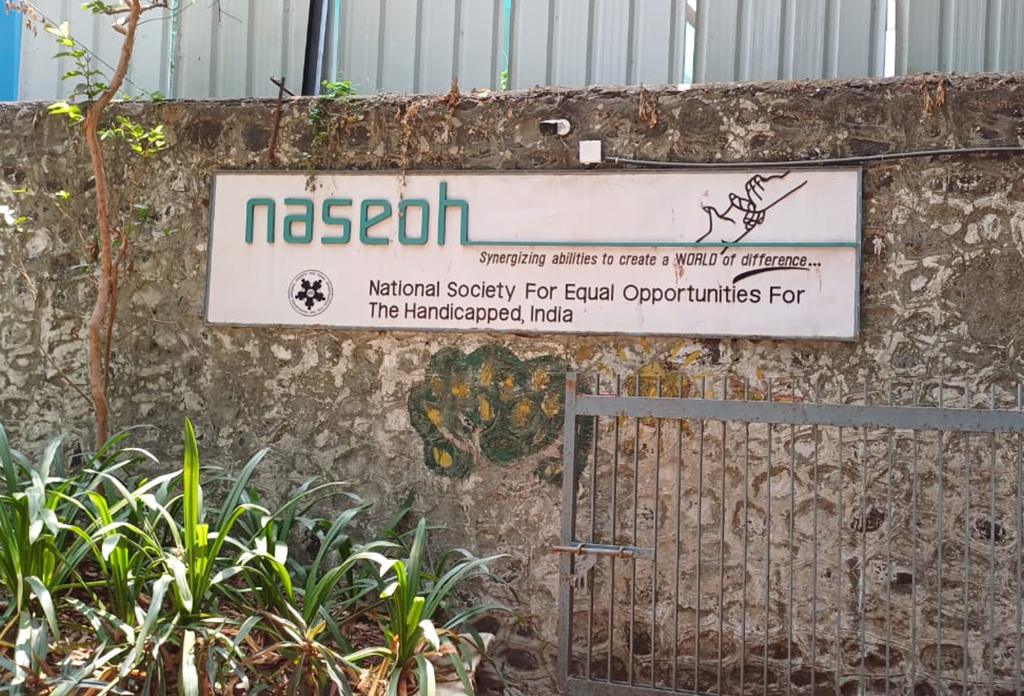 naseoh
Synergizing abilities to create a WORLD of difference...
National Society For Equal Opportunities For
The Handicapped, India